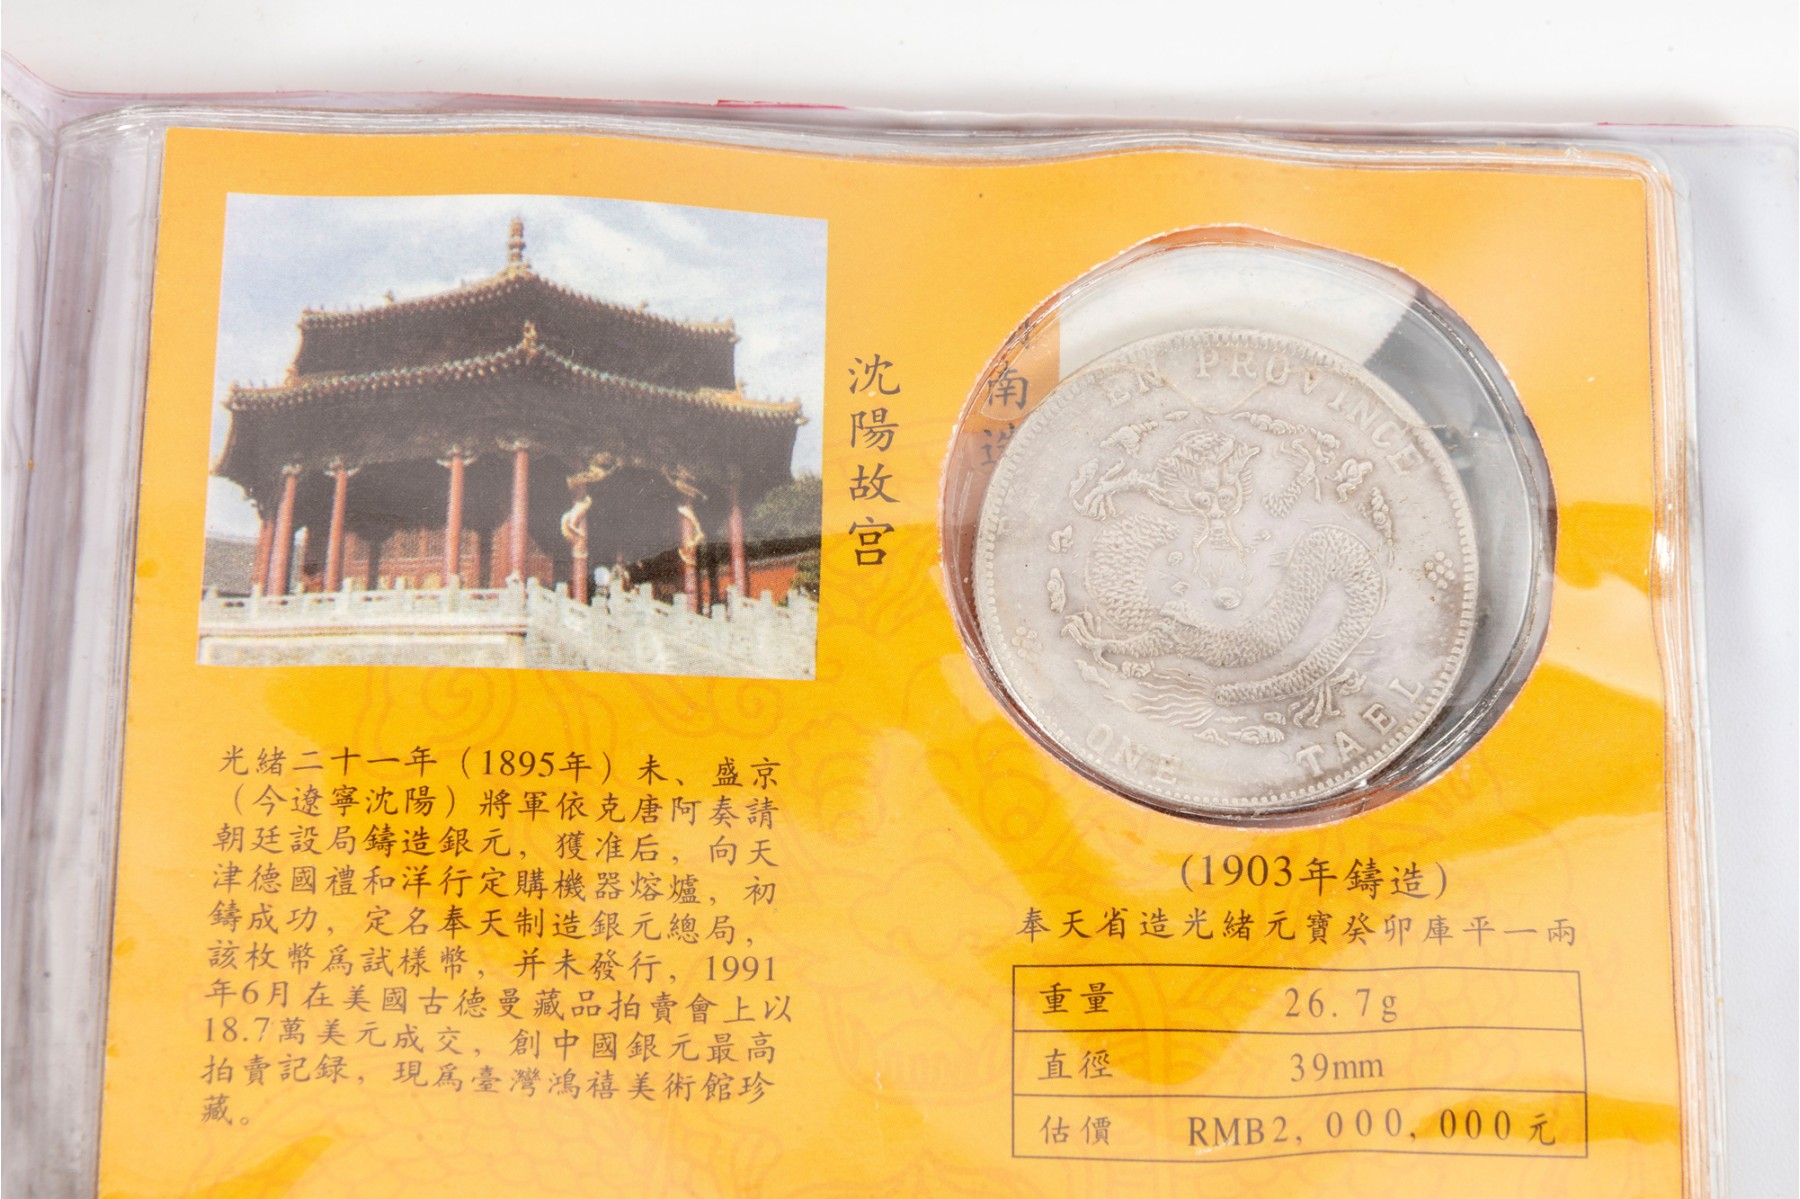 沈陽故宮
光緒二十一年（1895年）未、盛京
（今遼寧沈陽）將軍依克唐阿奏請
朝廷設局鑄造銀元，獲准后，向天
津德國禮和洋行定購機器熔爐，初
鑄成功，定名奉天制造銀元總局，
該枚幣爲試樣幣，并未發行，1991
年6月在美國古德曼藏品拍賣會上以
18.7萬美元成交，創中國銀元最高
拍賣記録，現爲臺灣鴻禧美術館珍
藏。
南
造
EN PROVINCE
ONE TAEL
(1903年鑄造)
奉天省造光緒元寶癸卯庫平一兩
重量 26.7g
直徑 39mm
估價 RMB2,000,000元